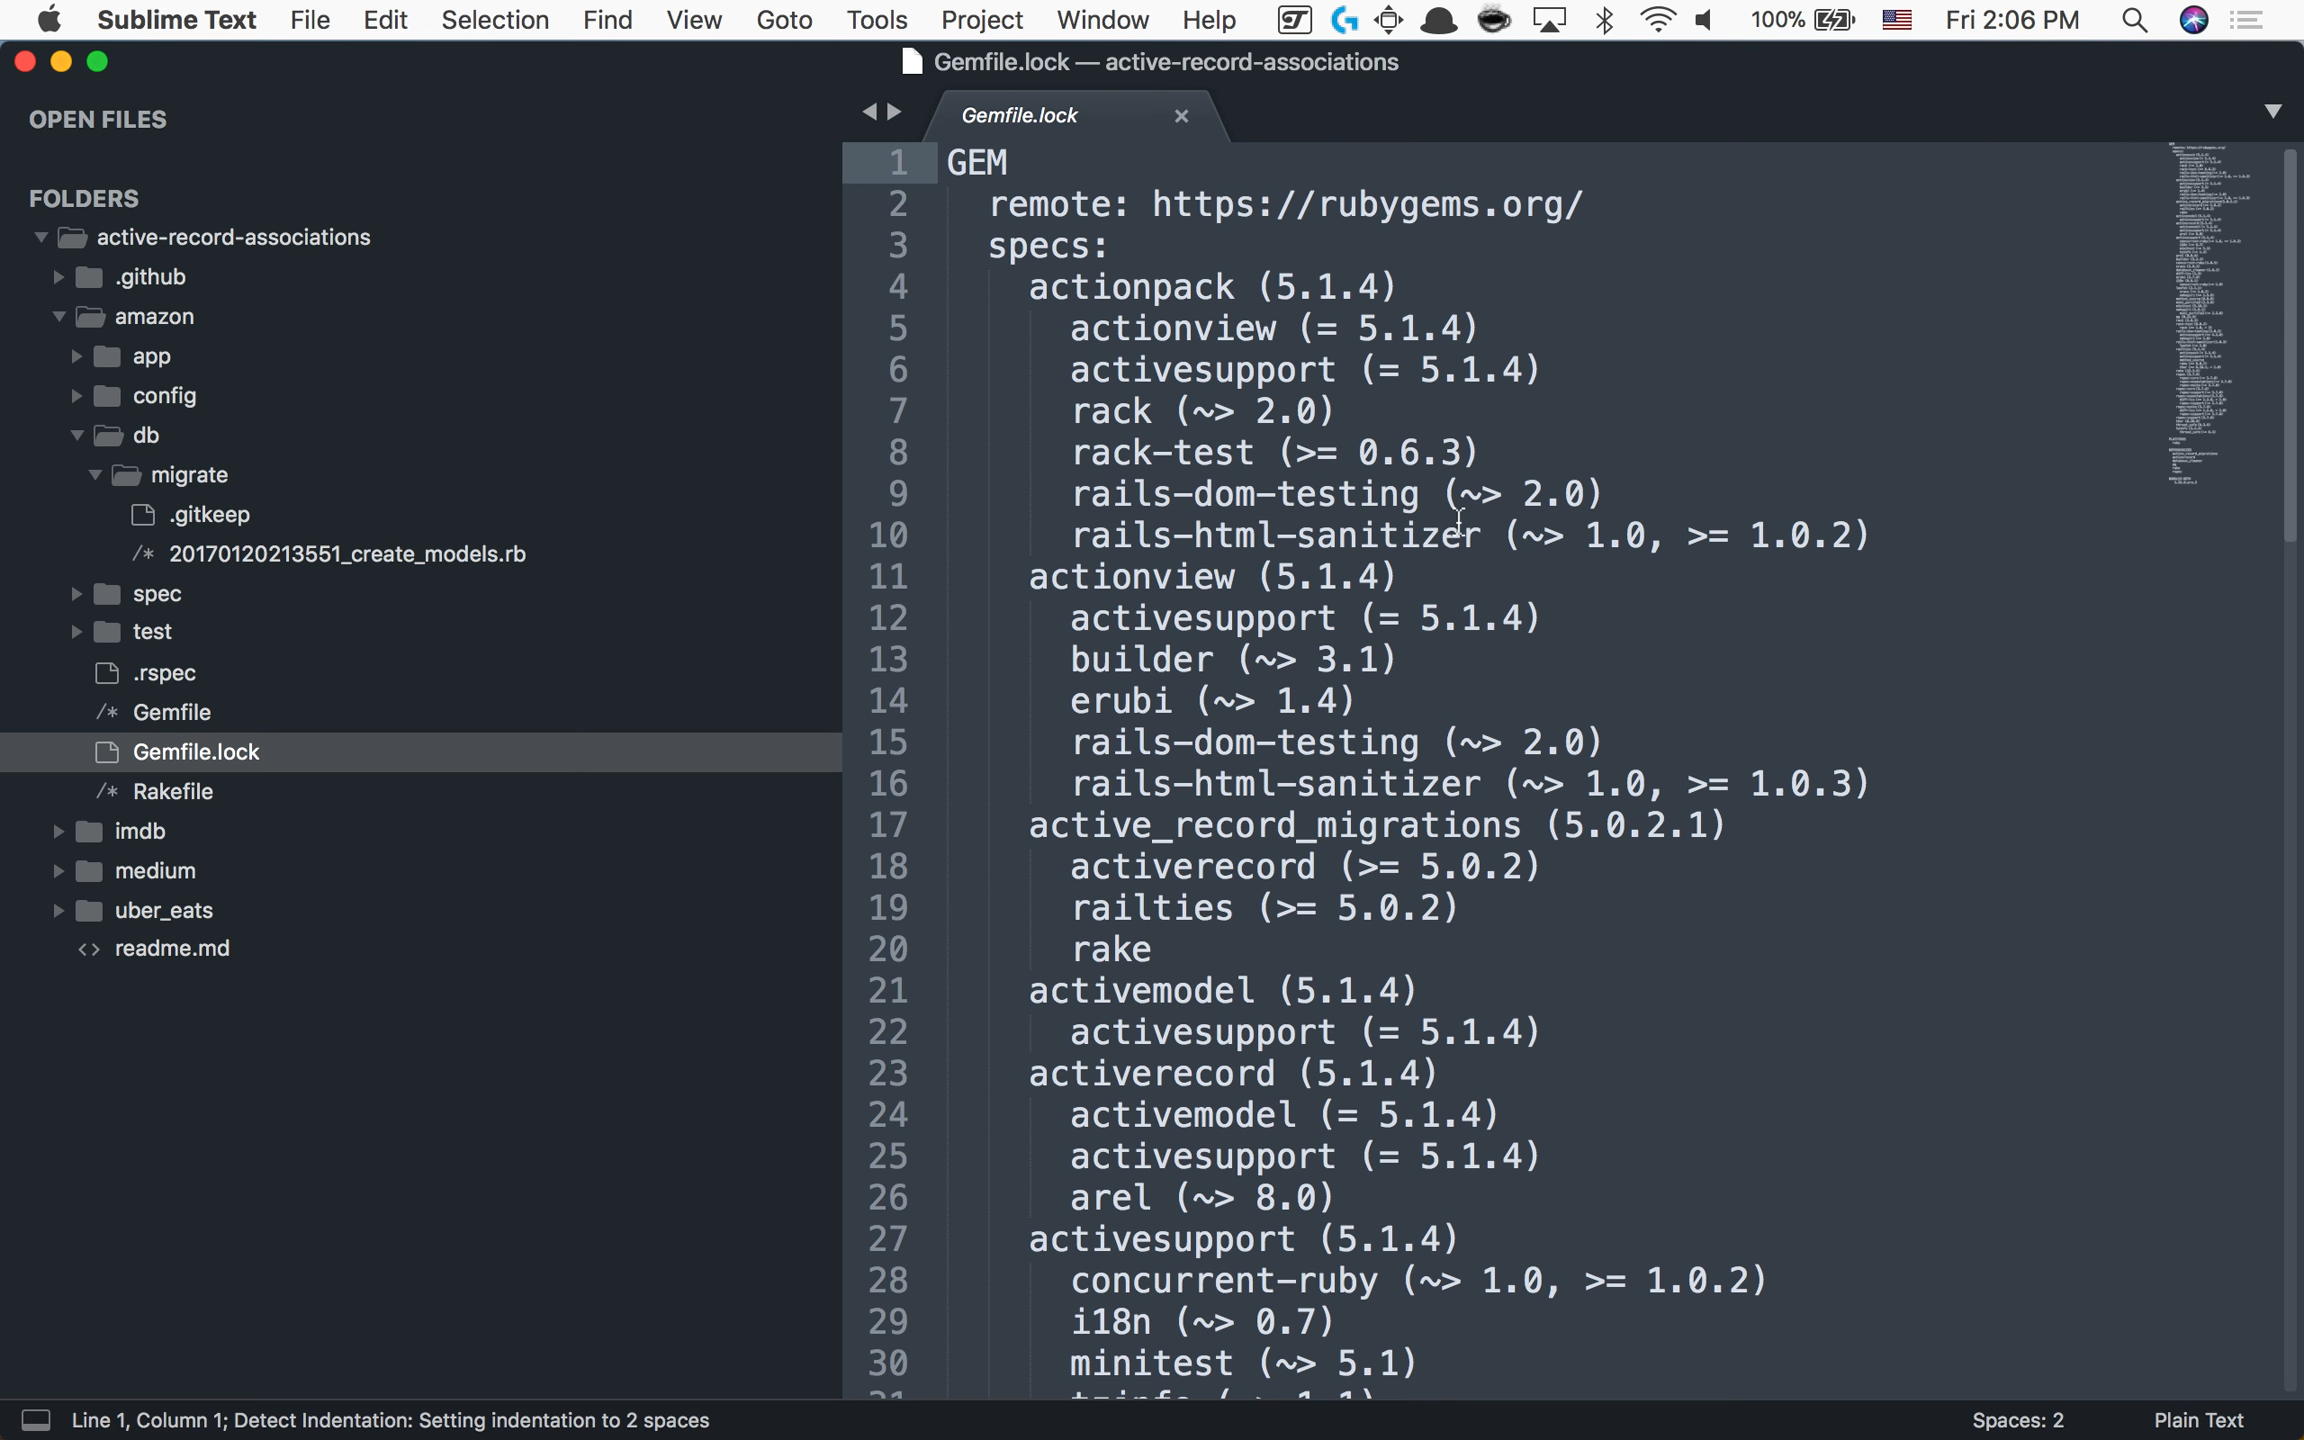 Sublime Text File Edit Selection Find View Goto Tools Project Window Help 100% Fri 2:06 PM
Gemfile.lock — active-record-associations
OPEN FILES
FOLDERS
active-record-associations
.github
amazon
app
config
db
migrate
.gitkeep
/* 20170120213551_create_models.rb
spec
test
.rspec
/* Gemfile
Gemfile.lock
/* Rakefile
imdb
medium
uber_eats
<> readme.md
Gemfile.lock ×
1 GEM
2 remote: https://rubygems.org/
3 specs:
4 actionpack (5.1.4)
5 actionview (= 5.1.4)
6 activesupport (= 5.1.4)
7 rack (~> 2.0)
8 rack-test (>= 0.6.3)
9 rails-dom-testing (~> 2.0)
10 rails-html-sanitizer (~> 1.0, >= 1.0.2)
11 actionview (5.1.4)
12 activesupport (= 5.1.4)
13 builder (~> 3.1)
14 erubi (~> 1.4)
15 rails-dom-testing (~> 2.0)
16 rails-html-sanitizer (~> 1.0, >= 1.0.3)
17 active_record_migrations (5.0.2.1)
18 activerecord (>= 5.0.2)
19 railties (>= 5.0.2)
20 rake
21 activemodel (5.1.4)
22 activesupport (= 5.1.4)
23 activerecord (5.1.4)
24 activemodel (= 5.1.4)
25 activesupport (= 5.1.4)
26 arel (~> 8.0)
27 activesupport (5.1.4)
28 concurrent-ruby (~> 1.0, >= 1.0.2)
29 i18n (~> 0.7)
30 minitest (~> 5.1)
Line 1, Column 1; Detect Indentation: Setting indentation to 2 spaces
Spaces: 2 Plain Text